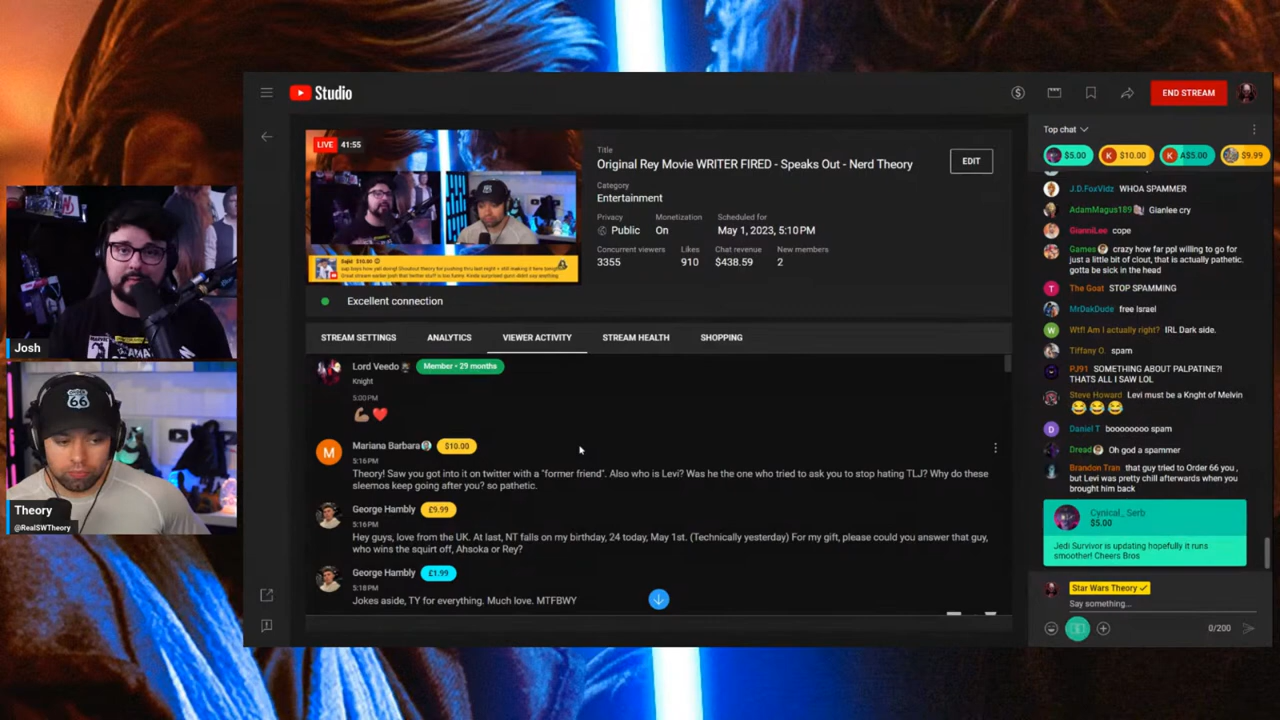 Studio
END STREAM
LIVE 41:55
Title
Original Rey Movie WRITER FIRED - Speaks Out - Nerd Theory
EDIT
Category
Entertainment
Privacy Monetization Scheduled for
Public On May 1, 2023, 5:10 PM
Concurrent viewers Likes Chat revenue New members
3355 910 $438.59 2
Excellent connection
STREAM SETTINGS ANALYTICS VIEWER ACTIVITY STREAM HEALTH SHOPPING
Lord Veedo Member • 29 months
Knight
5:00PM
Mariana Barbara $10.00
5:16PM
Theory! Saw you got into it on twitter with a "former friend". Also who is Levi? Was he the one who tried to ask you to stop hating TLJ? Why do these
sleemos keep going after you? so pathetic.
George Hambly £9.99
5:16PM
Hey guys, love from the UK. At last, NT falls on my birthday, 24 today, May 1st. (Technically yesterday) For my gift, please could you answer that guy,
who wins the squirt off, Ahsoka or Rey?
George Hambly £1.99
5:18PM
Jokes aside, TY for everything. Much love. MTFBWY
Josh
66
Theory
@RealSWTheory
Top chat
$5.00 K $10.00 K A$5.00 $9.99
J.D.FoxVidz WHOA SPAMMER
AdamMagus189 Gianlee cry
GianniLee cope
Games crazy how far ppl willing to go for
just a little bit of clout, that is actually pathetic.
gotta be sick in the head
The Goat STOP SPAMMING
MrDakDude free Israel
Wtf! Am I actually right? IRL Dark side.
Tiffany O. spam
PJ91 SOMETHING ABOUT PALPATINE?!
THATS ALL I SAW LOL
Steve Howard Levi must be a Knght of Melvin
Daniel T booooooooo spam
Dread Oh god a spammer
Brandon Tran that guy tried to Order 66 you ,
but Levi was pretty chill afterwards when you
brought him back
Cynical_ Serb
$5.00
Jedi Survivor is updating hopefully it runs
smoother! Cheers Bros
Star Wars Theory
Say something...
0/200